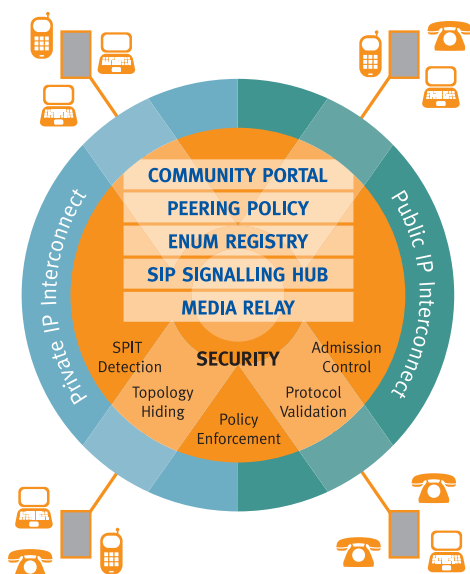 COMMUNITY PORTAL
PEERING POLICY
ENUM REGISTRY
SIP SIGNALLING HUB
MEDIA RELAY
Private IP Interconnect
Public IP Interconnect
SECURITY
SPIT
Detection
Admission
Control
Topology
Hiding
Protocol
Validation
Policy
Enforcement